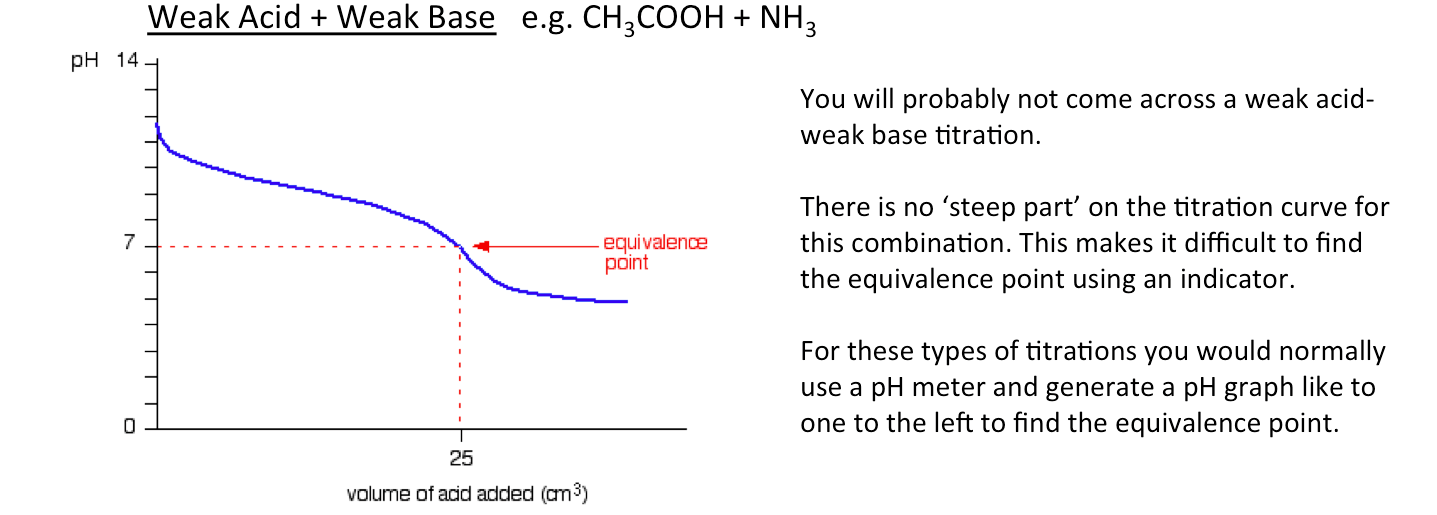 Weak Acid + Weak Base e.g. CH₃COOH + NH₃
pH 14
7
0
equivalence
point
25
volume of acid added (cm³)
You will probably not come across a weak acid-
weak base titration.
There is no ‘steep part’ on the titration curve for
this combination. This makes it difficult to find
the equivalence point using an indicator.
For these types of titrations you would normally
use a pH meter and generate a pH graph like to
one to the left to find the equivalence point.